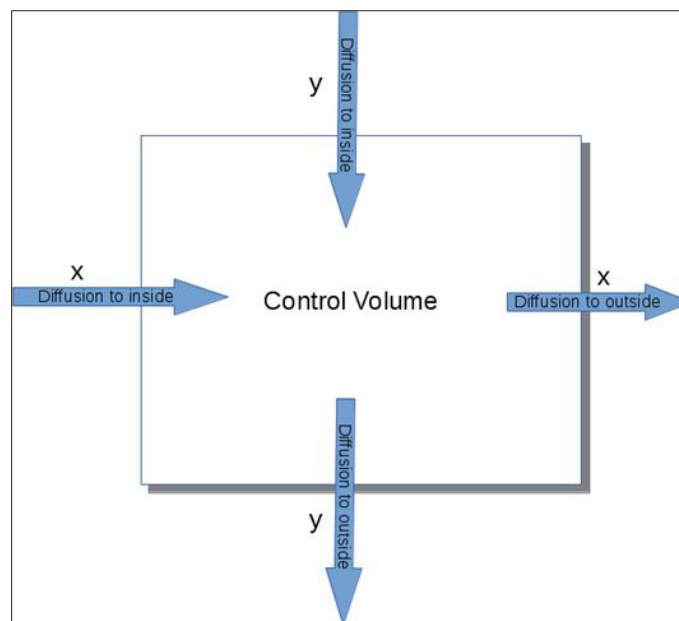 Diffusion to inside
y
x
Diffusion to inside
Control Volume
x
Diffusion to outside
Diffusion to outside
y